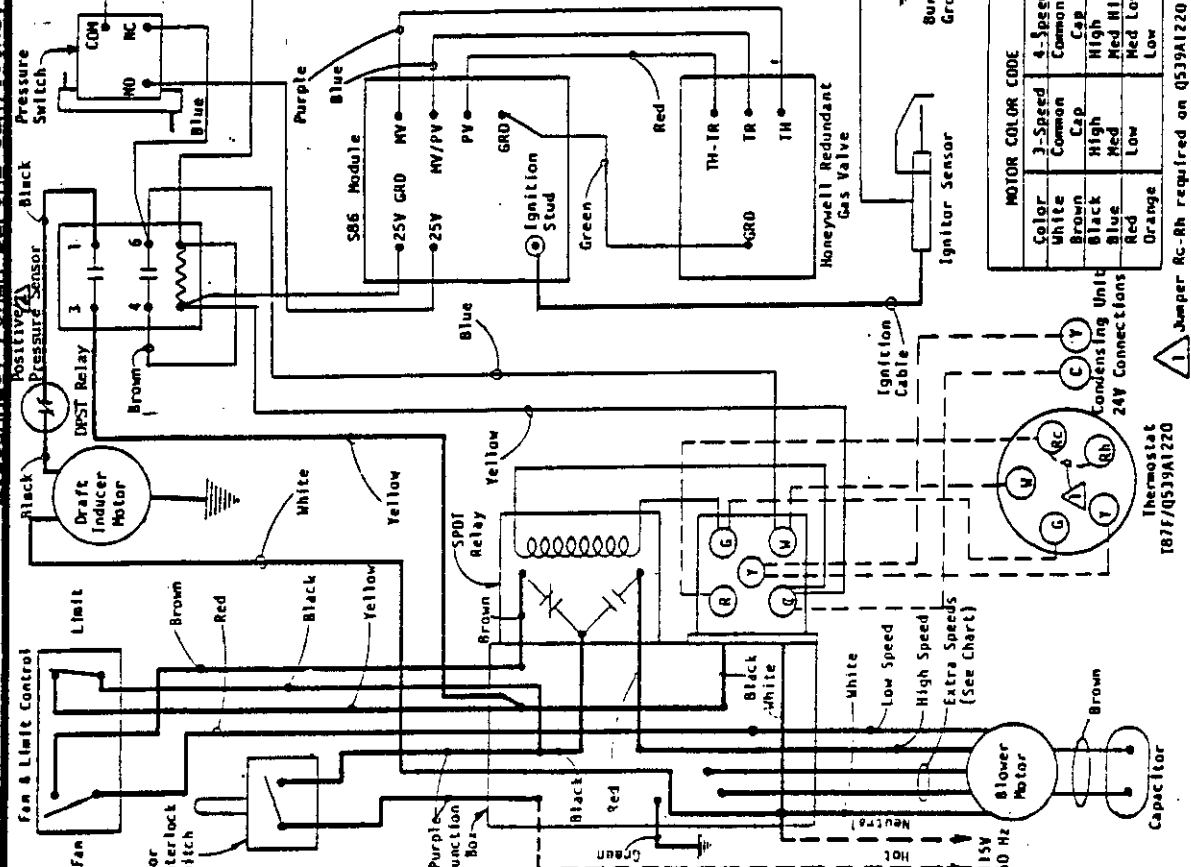 Pressure
Switch
COM
NC
NO
Blue
Purple
Blue
S86 Module
MV
25V GRD
MV/PV
25V
PV
GRD
Ignition
Stud
Green
Red
TH-TR
TR
TH
GRD
Honeywell Redundant
Gas Valve
Ignitor Sensor
MOTOR COLOR CODE
Color
3-Speed
White
Common
Common
Brown
Cap
Cap
Black
High
High
Blue
Med
Red
Low
Orange
Low
Jumper Rc-Rh required on Q539A1220
Positive
Pressure Sensor
Black
1
3
6
4
DPST Relay
Brown
Black
Draft
Inducer
Motor
White
Yellow
Yellow
Blue
Ignition
Cable
Condensing Unit
24V Connections
C
Y
Rc
Rh
W
G
Y
1
Thermostat
T87F/Q539A1220
SPDT
Relay
Brown
G
W
Y
R
C
Fan & Limit Control
Limit
Fan
Brown
Red
Black
Yellow
Purple
Box
Black
Red
Green
Black
White
White
Low Speed
High Speed
Extra Speeds
(See Chart)
Neutral
Hot
Blower
Motor
Brown
Capacitor